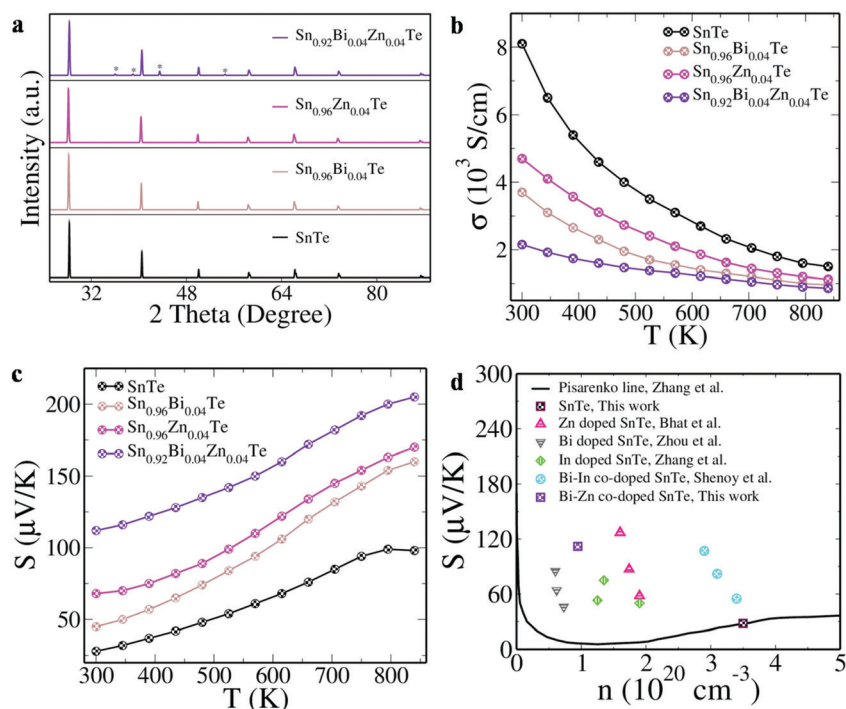 a
Sn0.92Bi0.04Zn0.04Te
* * * *
Sn0.96Zn0.04Te
Sn0.96Bi0.04Te
SnTe
Intensity (a.u.)
32 48 64 80
2 Theta (Degree)
b
SnTe
Sn0.96Bi0.04Te
Sn0.96Zn0.04Te
Sn0.92Bi0.04Zn0.04Te
σ (10³ S/cm)
8
6
4
2
300 400 500 600 700 800
T (K)
c
SnTe
Sn0.96Bi0.04Te
Sn0.96Zn0.04Te
Sn0.92Bi0.04Zn0.04Te
S (μV/K)
200
150
100
50
300 400 500 600 700 800
T (K)
d
Pisarenko line, Zhang et al.
SnTe, This work
Zn doped SnTe, Bhat et al.
Bi doped SnTe, Zhou et al.
In doped SnTe, Zhang et al.
Bi-In co-doped SnTe, Shenoy et al.
Bi-Zn co-doped SnTe, This work
S (μV/K)
300
240
180
120
60
0
0 1 2 3 4 5
n (10²⁰ cm⁻³)